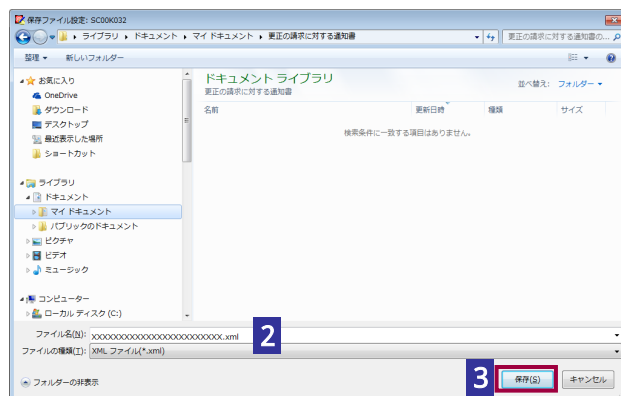 保存ファイル設定: SC00K032
ライブラリ ▸ ドキュメント ▸ マイ ドキュメント ▸ 更正の請求に対する通知書
更正の請求に対する通知書の...
整理 ▾ 新しいフォルダー
お気に入り
OneDrive
ダウンロード
デスクトップ
最近表示した場所
ショートカット
ライブラリ
ドキュメント
マイ ドキュメント
パブリックのドキュメント
ピクチャ
ビデオ
ミュージック
コンピューター
ローカル ディスク (C:)
ドキュメント ライブラリ
更正の請求に対する通知書
並べ替え: フォルダー ▾
名前 更新日時 種類 サイズ
検索条件に一致する項目はありません。
ファイル名(N): XXXXXXXXXXXXXXXXXXXXXXXXX.xml
2
ファイルの種類(T): XML ファイル(*.xml)
フォルダーの非表示
3
保存(S)
キャンセル